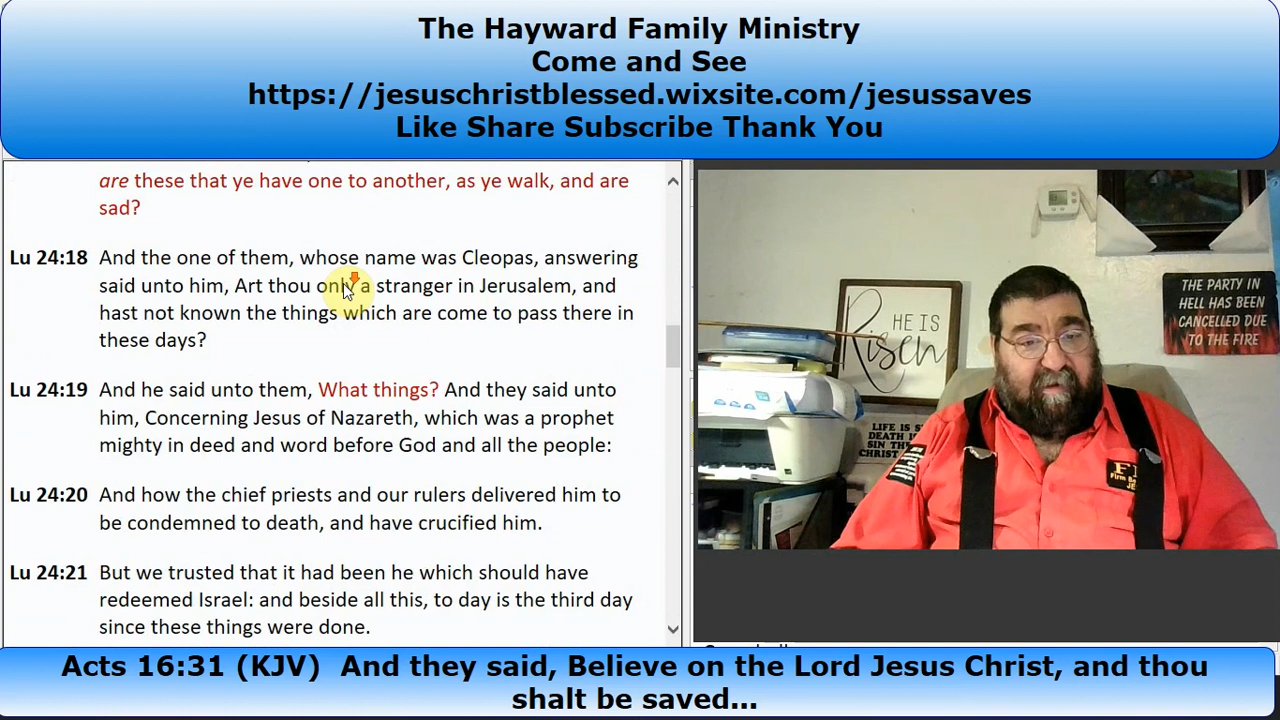 The Hayward Family Ministry
Come and See
https://jesuschristblessed.wixsite.com/jesussaves
Like Share Subscribe Thank You
are these that ye have one to another, as ye walk, and are
sad?
Lu 24:18 And the one of them, whose name was Cleopas, answering
said unto him, Art thou only a stranger in Jerusalem, and
hast not known the things which are come to pass there in
these days?
Lu 24:19 And he said unto them, What things? And they said unto
him, Concerning Jesus of Nazareth, which was a prophet
mighty in deed and word before God and all the people:
Lu 24:20 And how the chief priests and our rulers delivered him to
be condemned to death, and have crucified him.
Lu 24:21 But we trusted that it had been he which should have
redeemed Israel: and beside all this, to day is the third day
since these things were done.
HE IS
Risen
THE PARTY IN
HELL HAS BEEN
CANCELLED DUE
TO THE FIRE
LIFE IS
DEATH
SIN
CHRIST
Acts 16:31 (KJV) And they said, Believe on the Lord Jesus Christ, and thou
shalt be saved...